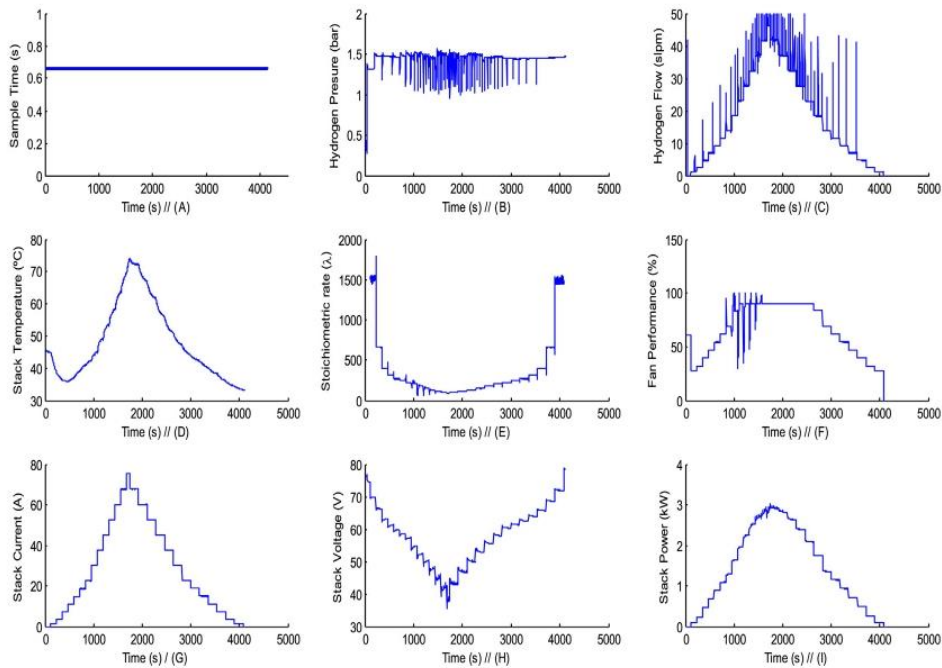 1
0.8
0.6
0.4
0.2
0
Sample Time (s)
0 1000 2000 3000 4000
Time (s) // (A)
2
1.5
1
0.5
0
Hydrogen Presure (bar)
0 1000 2000 3000 4000 5000
Time (s) // (B)
50
40
30
20
10
0
Hydrogen Flow (slpm)
0 1000 2000 3000 4000 5000
Time (s) // (C)
80
70
60
50
40
30
Stack Temperature (ºC)
0 1000 2000 3000 4000 5000
Time (s) // (D)
2000
1500
1000
500
0
Stoichiometric rate (λ)
0 1000 2000 3000 4000 5000
Time (s) // (E)
150
100
50
0
Fan Performance (%)
0 1000 2000 3000 4000 5000
Time (s) // (F)
80
60
40
20
0
Stack Current (A)
0 1000 2000 3000 4000 5000
Time (s) / (G)
80
70
60
50
40
30
Stack Voltage (V)
0 1000 2000 3000 4000 5000
Time (s) // (H)
4
3
2
1
0
Stack Power (kW)
0 1000 2000 3000 4000 5000
Time (s) // (I)